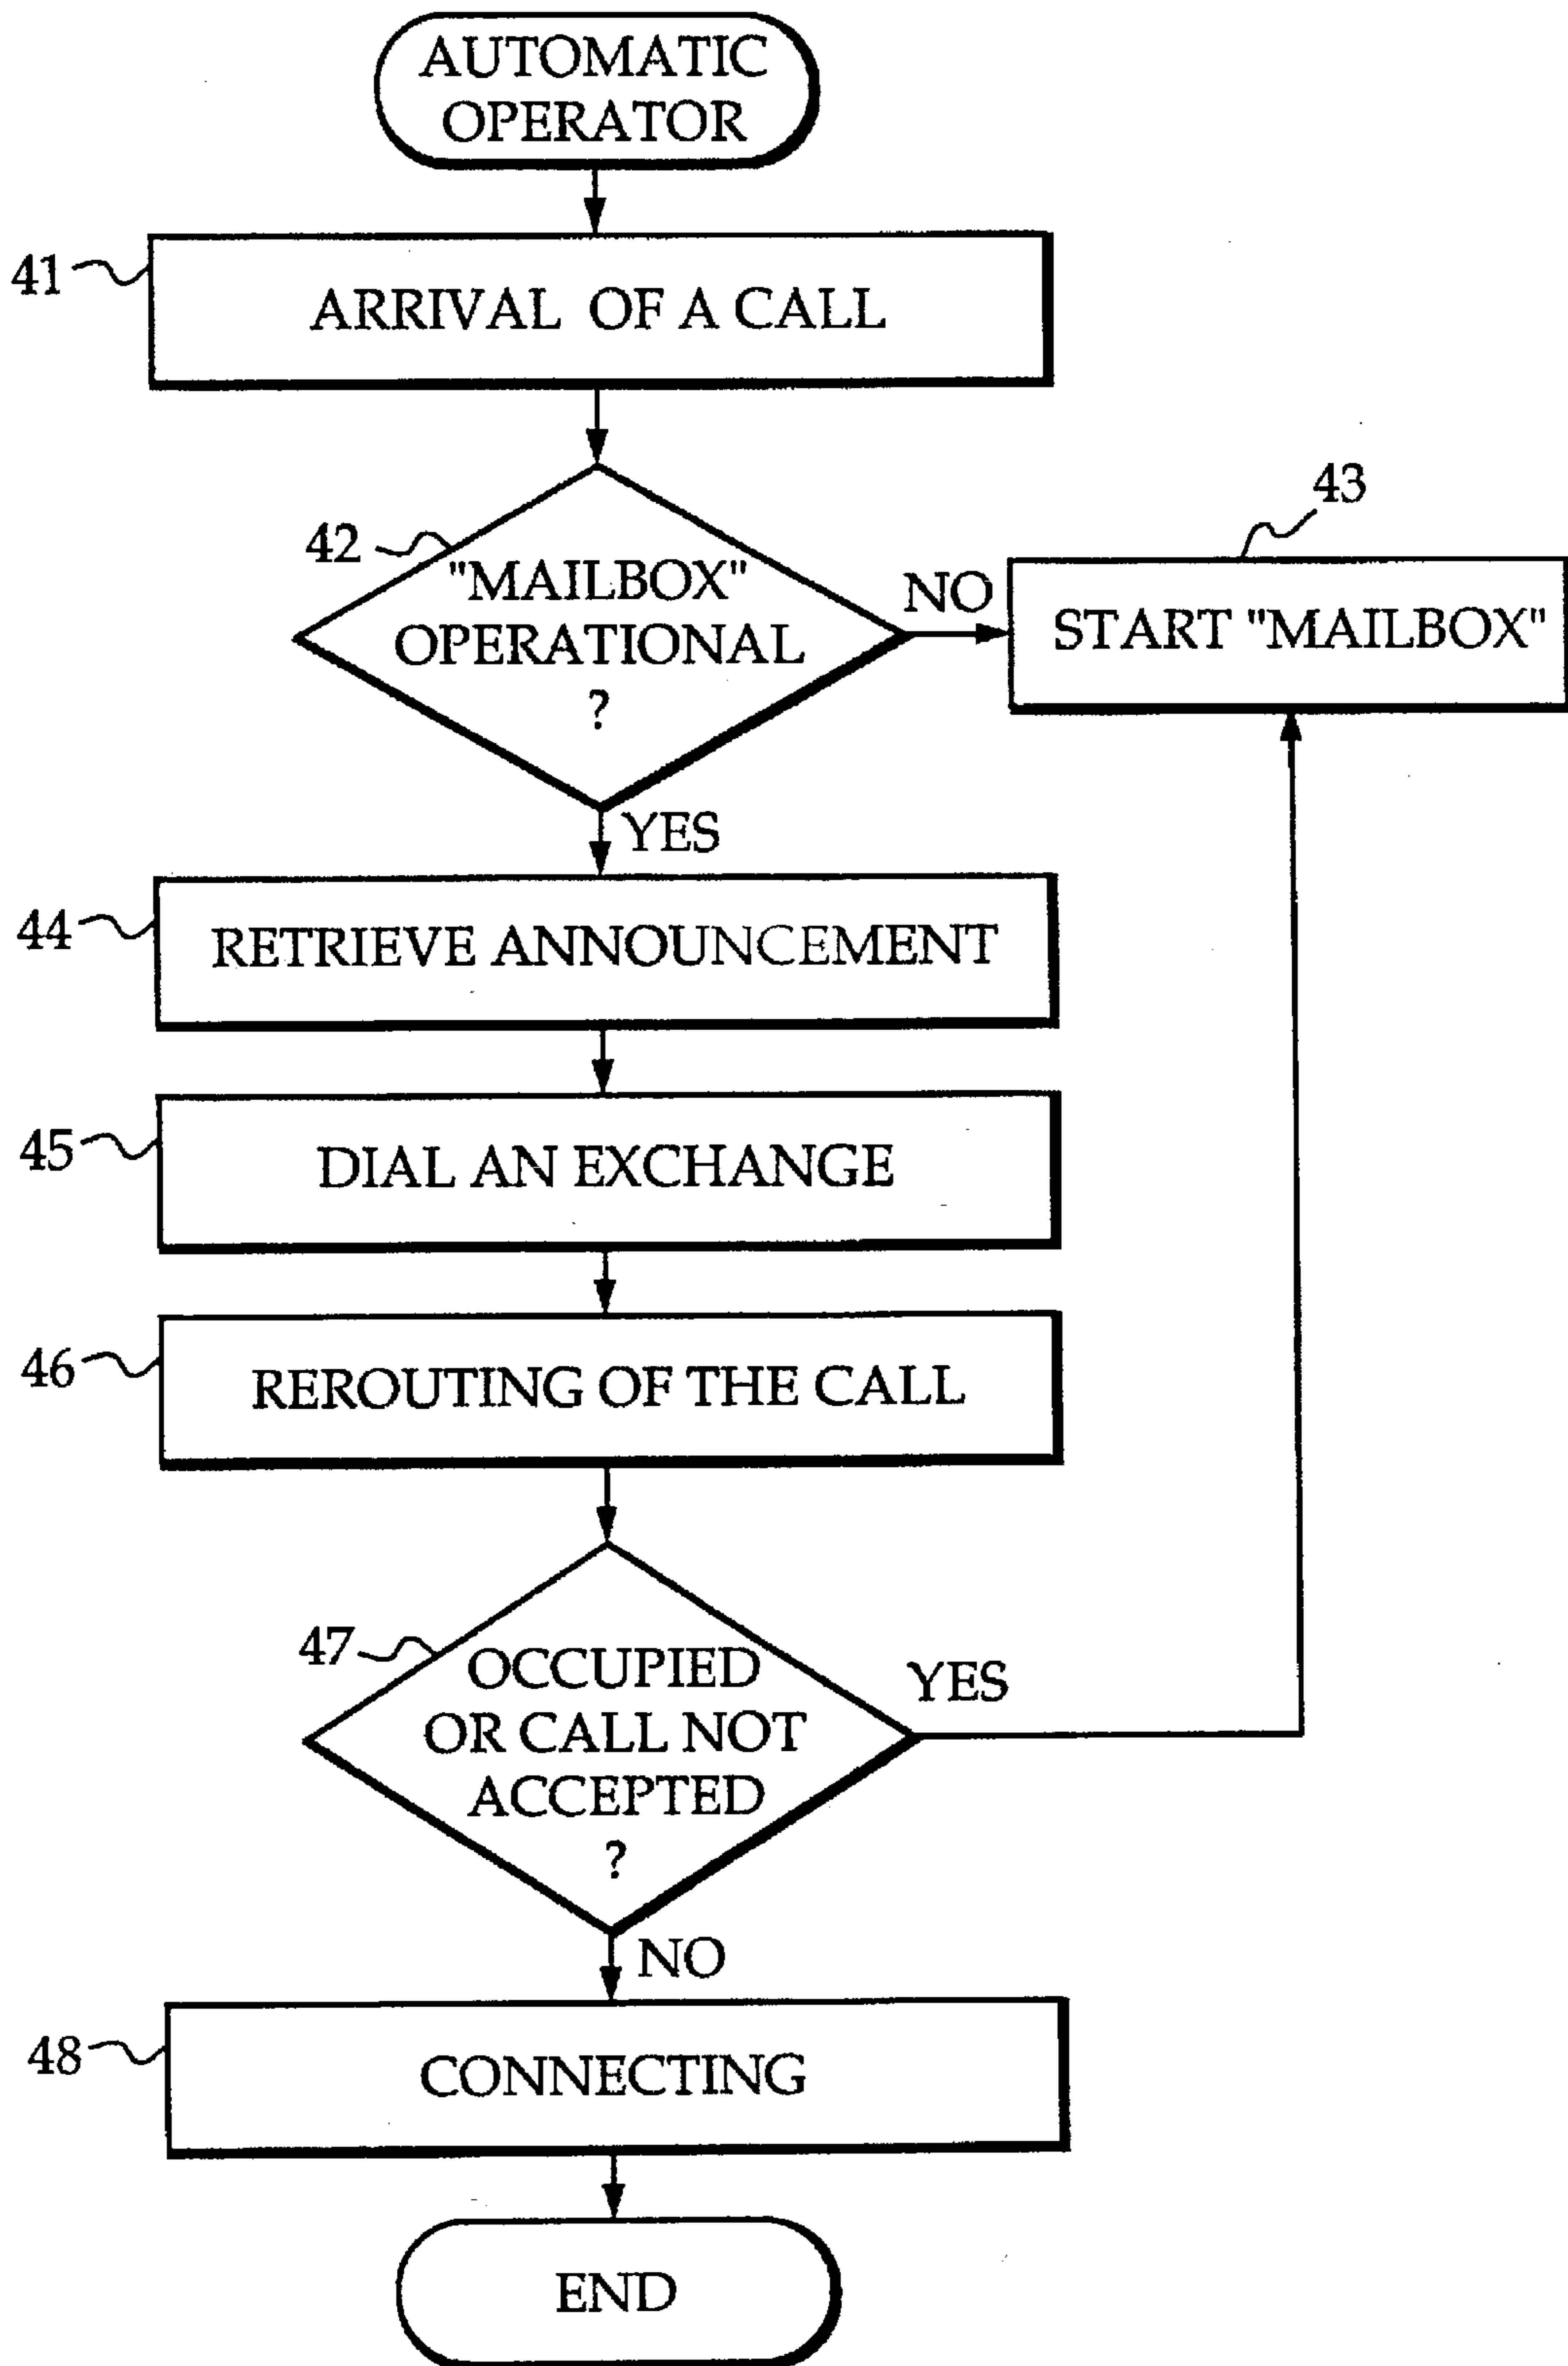 AUTOMATIC
OPERATOR
41
ARRIVAL OF A CALL
42
"MAILBOX"
OPERATIONAL
?
NO
43
START "MAILBOX"
YES
44
RETRIEVE ANNOUNCEMENT
45
DIAL AN EXCHANGE
46
REROUTING OF THE CALL
47
OCCUPIED
OR CALL NOT
ACCEPTED
?
YES
NO
48
CONNECTING
END